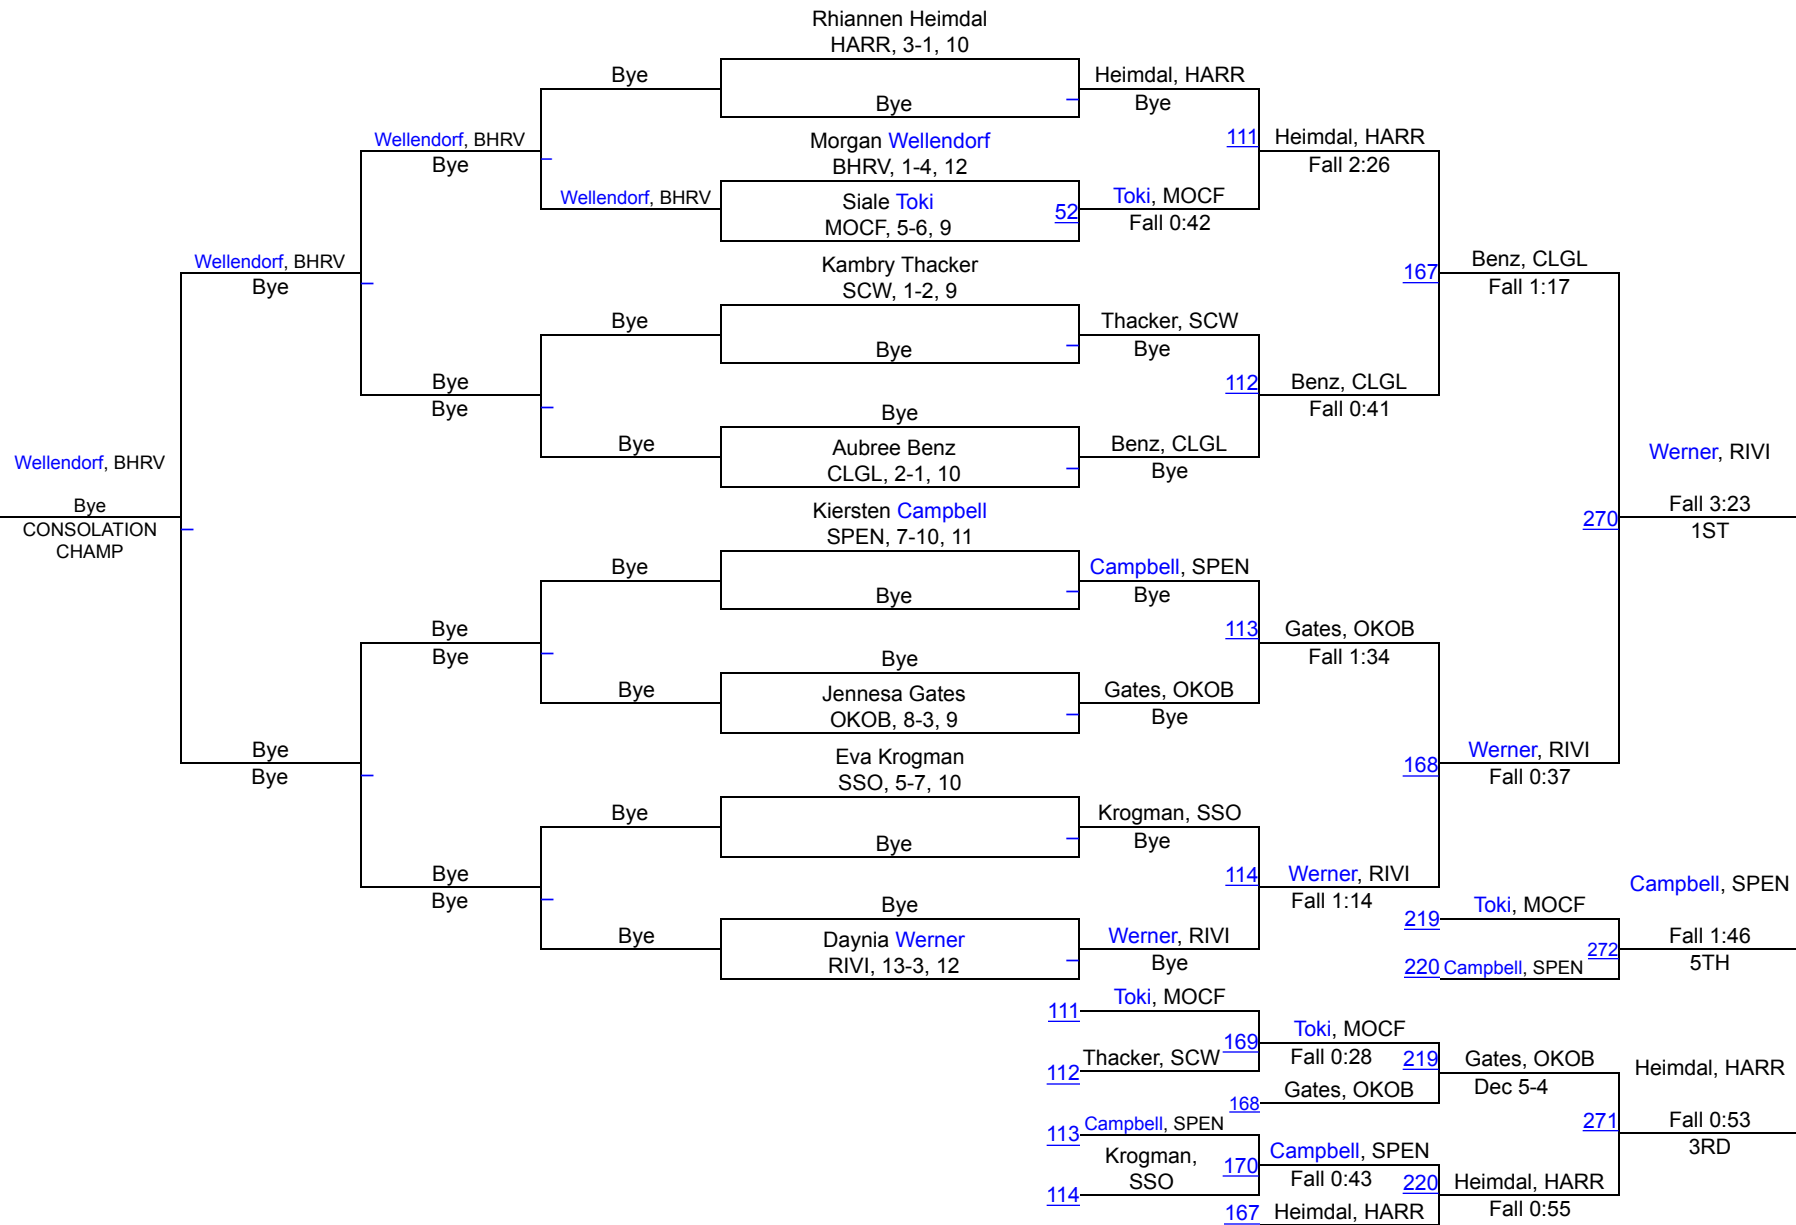 Rhiannen Heimdal
HARR, 3-1, 10
Bye
Bye
Heimdal, HARR
Bye
Wellendorf, BHRV
Bye
Morgan Wellendorf
BHRV, 1-4, 12
111
Heimdal, HARR
Fall 2:26
Wellendorf, BHRV
Siale Toki
MOCF, 5-6, 9
52
Toki, MOCF
Fall 0:42
Wellendorf, BHRV
Bye
Kambry Thacker
SCW, 1-2, 9
167
Benz, CLGL
Fall 1:17
Bye
Bye
Thacker, SCW
Bye
Bye
Bye
112
Benz, CLGL
Fall 0:41
Bye
Bye
Aubree Benz
CLGL, 2-1, 10
Benz, CLGL
Bye
Wellendorf, BHRV
Bye
CONSOLATION
CHAMP
Werner, RIVI
Fall 3:23
1ST
270
Kiersten Campbell
SPEN, 7-10, 11
Bye
Bye
Campbell, SPEN
Bye
Bye
Bye
113
Gates, OKOB
Fall 1:34
Bye
Bye
Jennesa Gates
OKOB, 8-3, 9
Gates, OKOB
Bye
Bye
Bye
Eva Krogman
SSO, 5-7, 10
168
Werner, RIVI
Fall 0:37
Bye
Bye
Krogman, SSO
Bye
Bye
Bye
114
Werner, RIVI
Fall 1:14
Bye
Bye
Daynia Werner
RIVI, 13-3, 12
Werner, RIVI
Bye
219
Toki, MOCF
220
Campbell, SPEN
272
Campbell, SPEN
Fall 1:46
5TH
111
Toki, MOCF
112
Thacker, SCW
169
Toki, MOCF
Fall 0:28
168
Gates, OKOB
219
Gates, OKOB
Dec 5-4
113
Campbell, SPEN
114
Krogman,
SSO
170
Campbell, SPEN
Fall 0:43
167
Heimdal, HARR
220
Heimdal, HARR
Fall 0:55
271
Heimdal, HARR
Fall 0:53
3RD